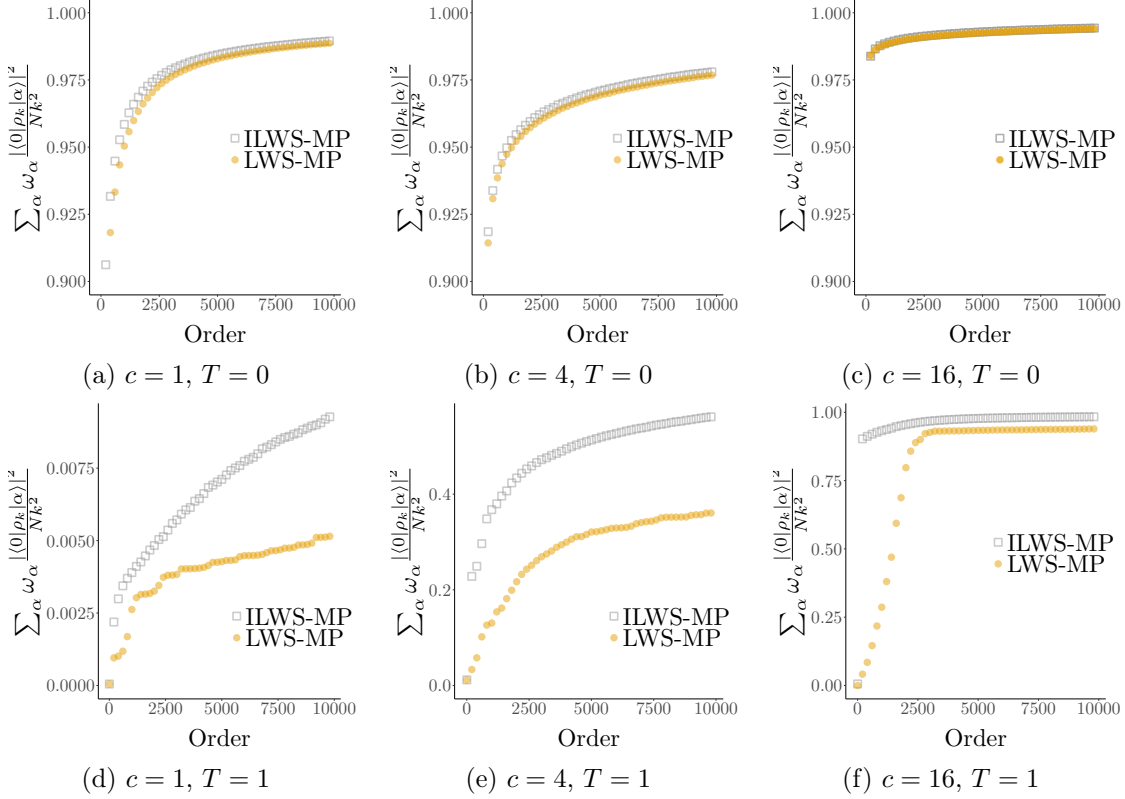 1.000
0.975
0.950
0.925
0.900
∑α ωα |⟨0|ρk|α⟩|² / Nk²
ILWS-MP
LWS-MP
0 2500 5000 7500 10000
Order
(a) c = 1, T = 0
1.000
0.975
0.950
0.925
0.900
∑α ωα |⟨0|ρk|α⟩|² / Nk²
ILWS-MP
LWS-MP
0 2500 5000 7500 10000
Order
(b) c = 4, T = 0
1.000
0.975
0.950
0.925
0.900
∑α ωα |⟨0|ρk|α⟩|² / Nk²
ILWS-MP
LWS-MP
0 2500 5000 7500 10000
Order
(c) c = 16, T = 0
0.0075
0.0050
0.0025
0.0000
∑α ωα |⟨0|ρk|α⟩|² / Nk²
ILWS-MP
LWS-MP
0 2500 5000 7500 10000
Order
(d) c = 1, T = 1
0.4
0.2
0.0
∑α ωα |⟨0|ρk|α⟩|² / Nk²
ILWS-MP
LWS-MP
0 2500 5000 7500 10000
Order
(e) c = 4, T = 1
1.00
0.75
0.50
0.25
0.00
∑α ωα |⟨0|ρk|α⟩|² / Nk²
ILWS-MP
LWS-MP
0 2500 5000 7500 10000
Order
(f) c = 16, T = 1